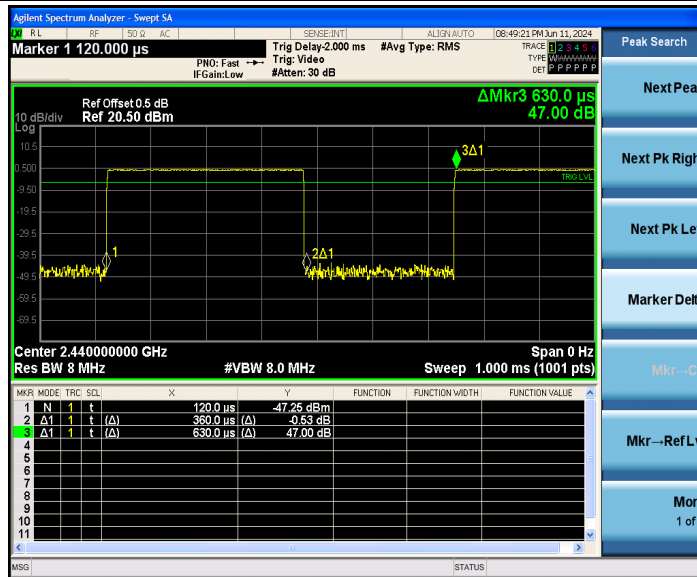 Agilent Spectrum Analyzer - Swept SA
LXI RL RF 50 Ω AC SENSE:INT ALIGN AUTO 08:49:21 PM Jun 11, 2024
Marker 1 120.000 µs
PNO: Fast
IFGain:Low
Trig Delay-2.000 ms
Trig: Video
#Atten: 30 dB
#Avg Type: RMS
TRACE 1 2 3 4 5 6
TYPE W
DET P P P P P P
Peak Search
Next Pea
Next Pk Righ
Next Pk Le
Marker Delt
Mkr→C
Mkr→Ref Lv
Mor
1 of
ΔMkr3 630.0 µs
47.00 dB
Ref Offset 0.5 dB
10 dB/div Ref 20.50 dBm
Log
10.5
0.500
-9.50
-19.5
-29.5
-39.5
-49.5
-59.5
-69.5
3Δ1
TRIG LVL
1
2Δ1
Center 2.440000000 GHz Span 0 Hz
Res BW 8 MHz #VBW 8.0 MHz Sweep 1.000 ms (1001 pts)
MKR MODE TRC SCL X Y FUNCTION FUNCTION WIDTH FUNCTION VALUE
1 N 1 t 120.0 µs -47.25 dBm
2 Δ1 1 t (Δ) 360.0 µs (Δ) -0.53 dB
3 Δ1 1 t (Δ) 630.0 µs (Δ) 47.00 dB
4
5
6
7
8
9
10
11
MSG STATUS